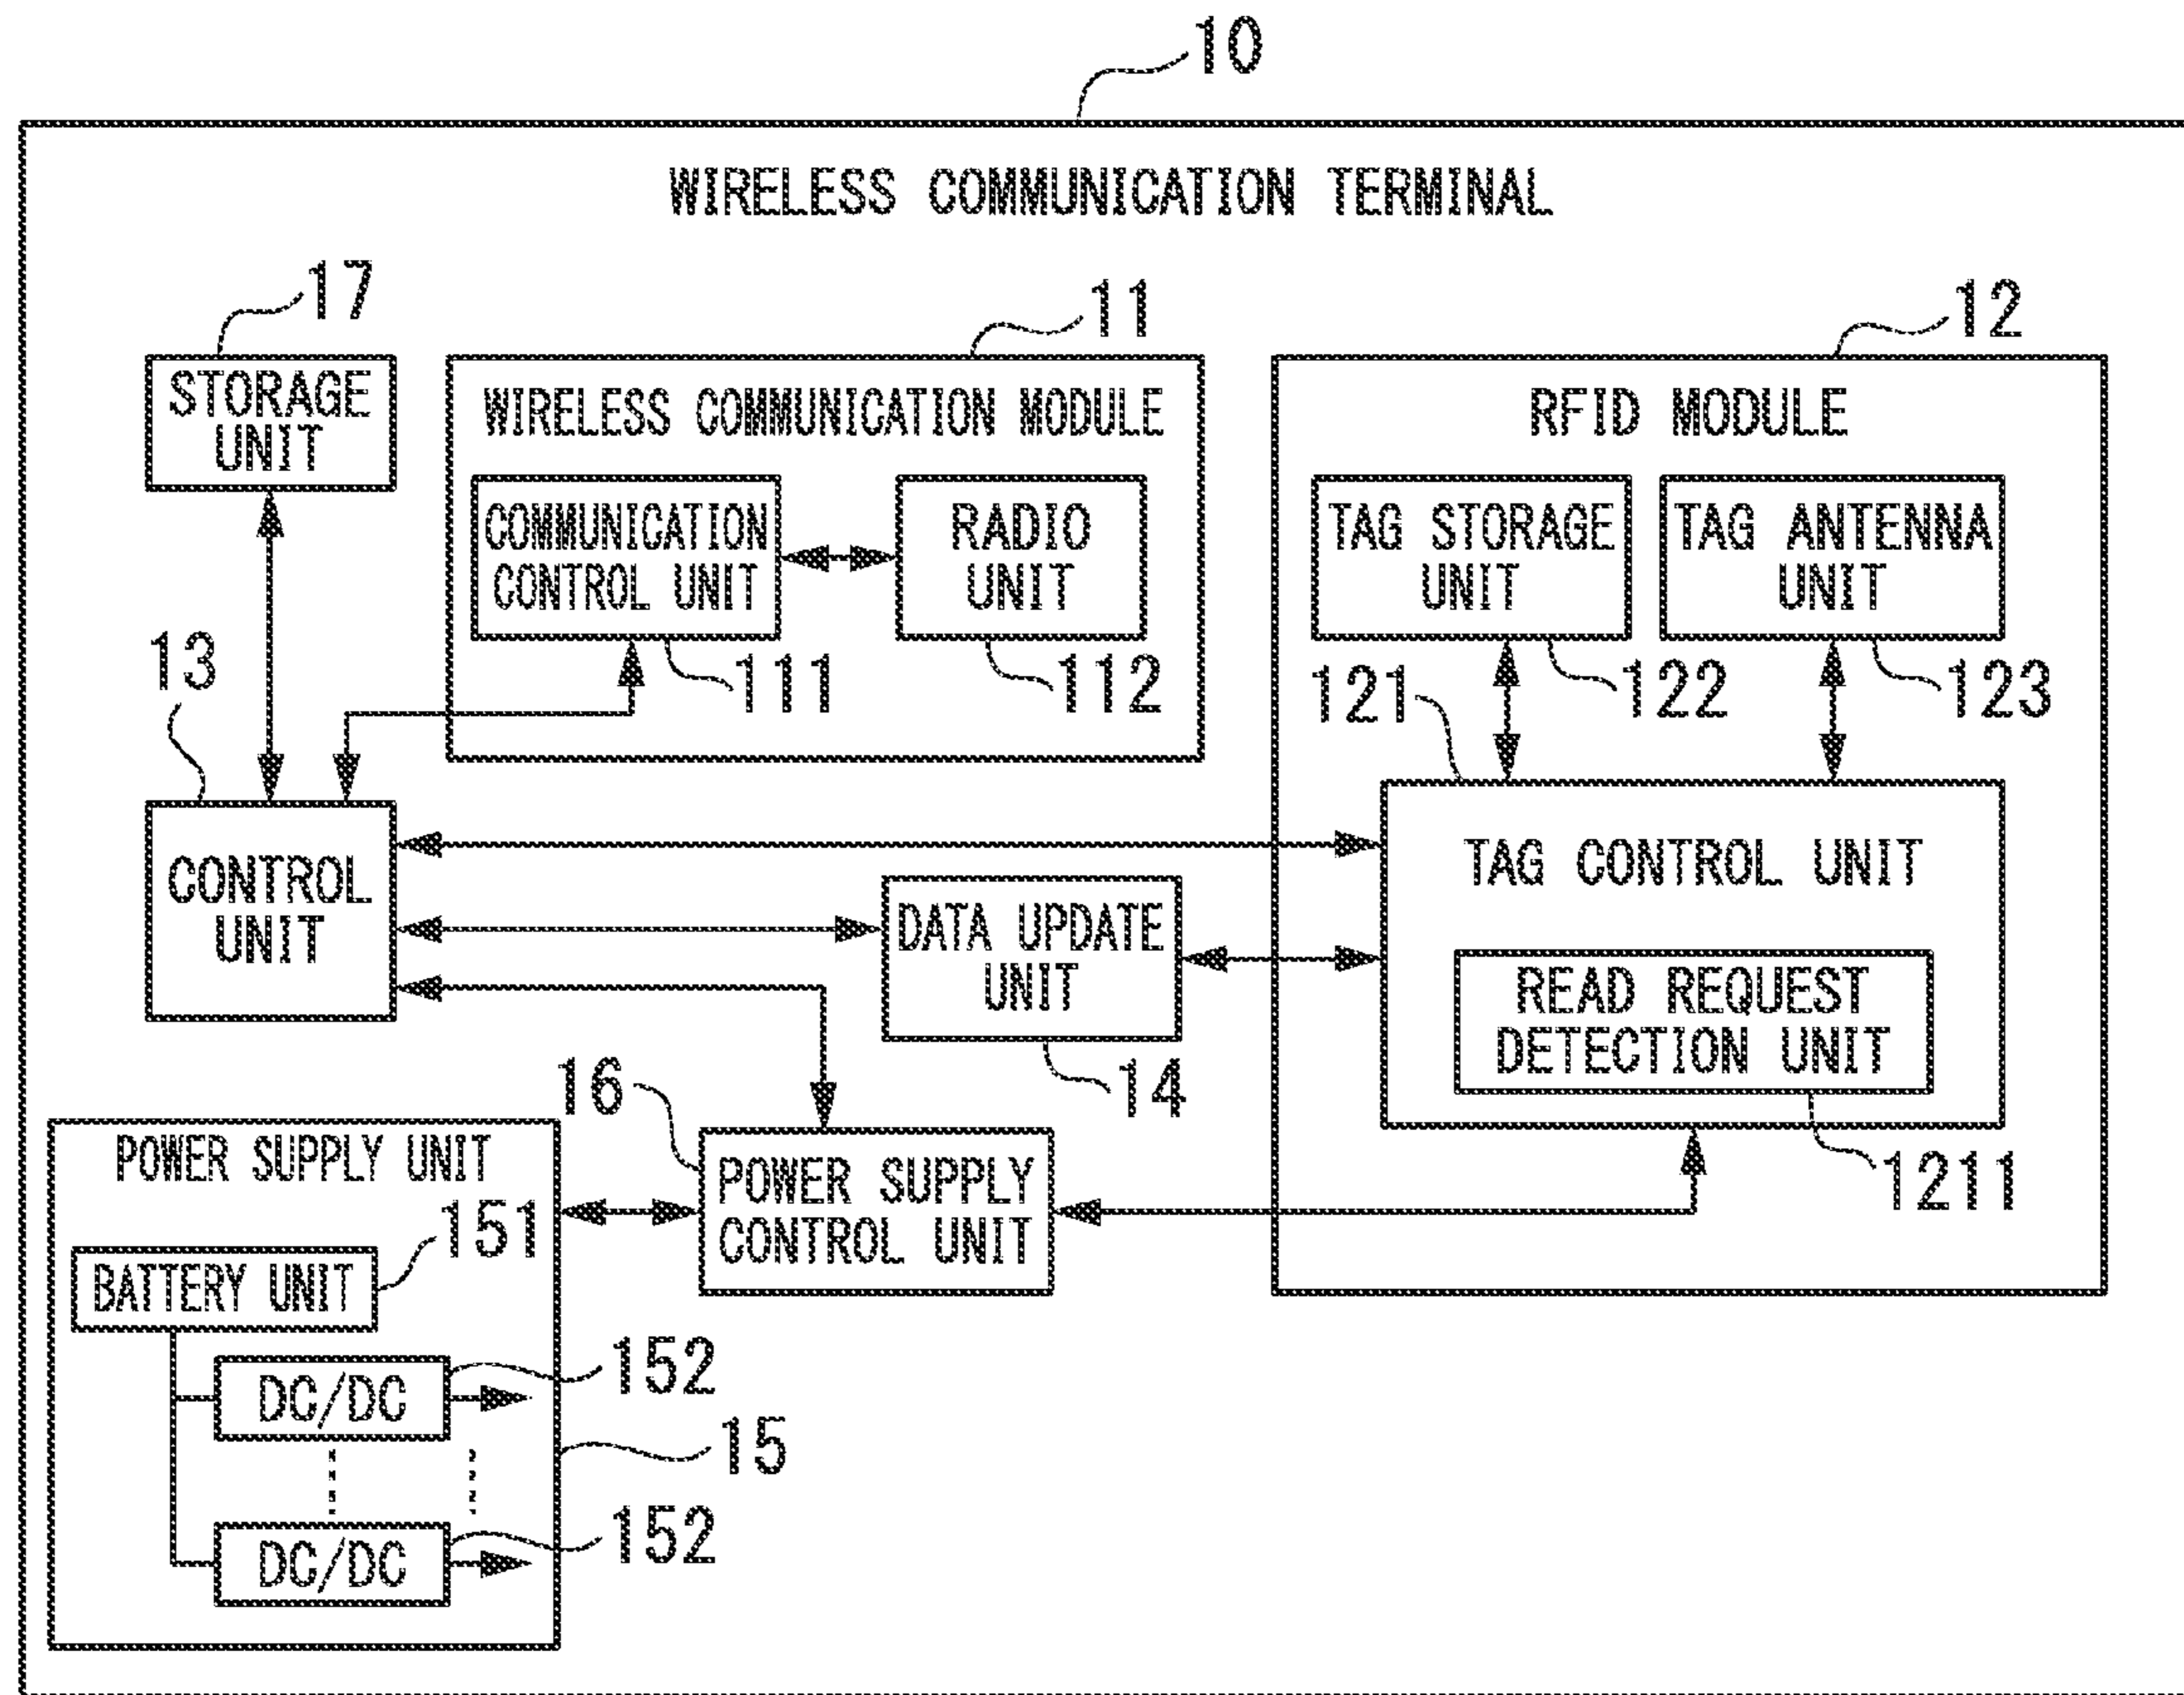 10
WIRELESS COMMUNICATION TERMINAL
17
11
12
STORAGE
UNIT
WIRELESS COMMUNICATION MODULE
RFID MODULE
COMMUNICATION
CONTROL UNIT
RADIO
UNIT
TAG STORAGE
UNIT
TAG ANTENNA
UNIT
13
111
112
121
122
123
CONTROL
UNIT
TAG CONTROL UNIT
DATA UPDATE
UNIT
READ REQUEST
DETECTION UNIT
16
14
POWER SUPPLY UNIT
POWER SUPPLY
CONTROL UNIT
1211
151
BATTERY UNIT
152
DC/DC
15
152
DC/DC